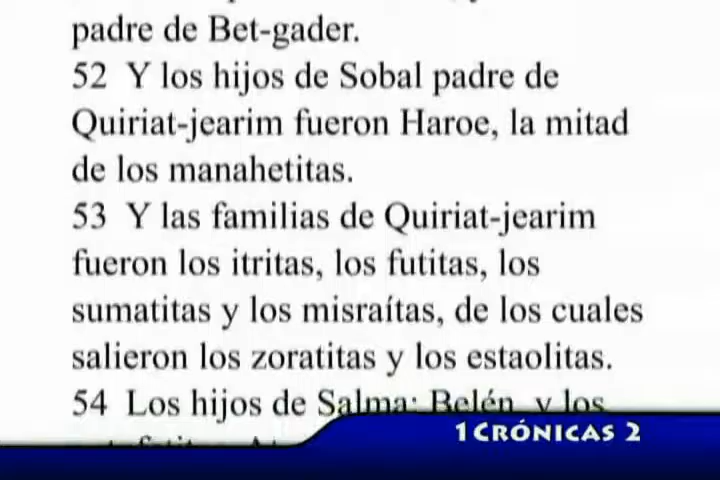 padre de Bet-gader.
52 Y los hijos de Sobal padre de
Quiriat-jearim fueron Haroe, la mitad
de los manahetitas.
53 Y las familias de Quiriat-jearim
fueron los itritas, los futitas, los
sumatitas y los misraítas, de los cuales
salieron los zoratitas y los estaolitas.
54 Los hijos de Salma: Belén, y los
1 CRÓNICAS 2